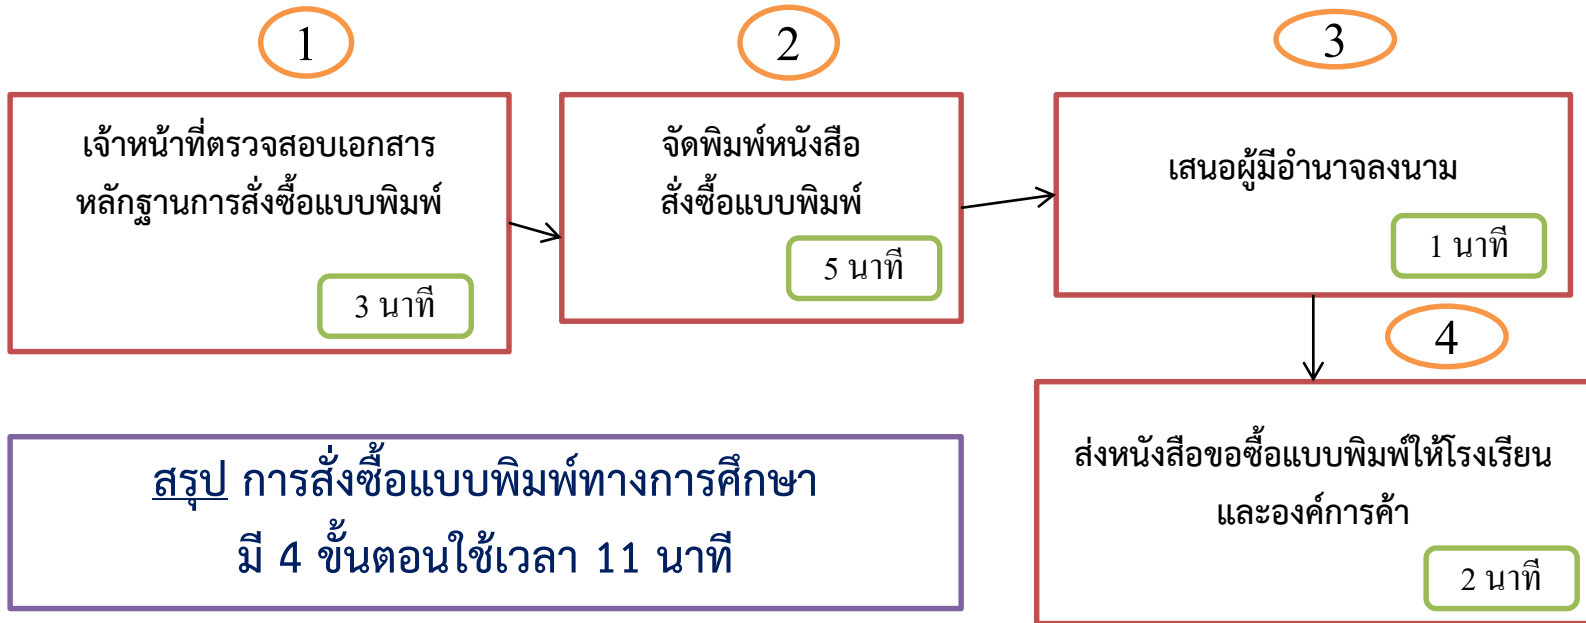 1
เจ้าหน้าที่ตรวจสอบเอกสาร
หลักฐานการสั่งซื้อแบบพิมพ์
3 นาที
2
จัดพิมพ์หนังสือ
สั่งซื้อแบบพิมพ์
5 นาที
3
เสนอผู้มีอำนาจลงนาม
1 นาที
4
ส่งหนังสือขอซื้อแบบพิมพ์ให้โรงเรียน
และองค์การค้า
2 นาที
สรุป การสั่งซื้อแบบพิมพ์ทางการศึกษา
มี 4 ขั้นตอนใช้เวลา 11 นาที